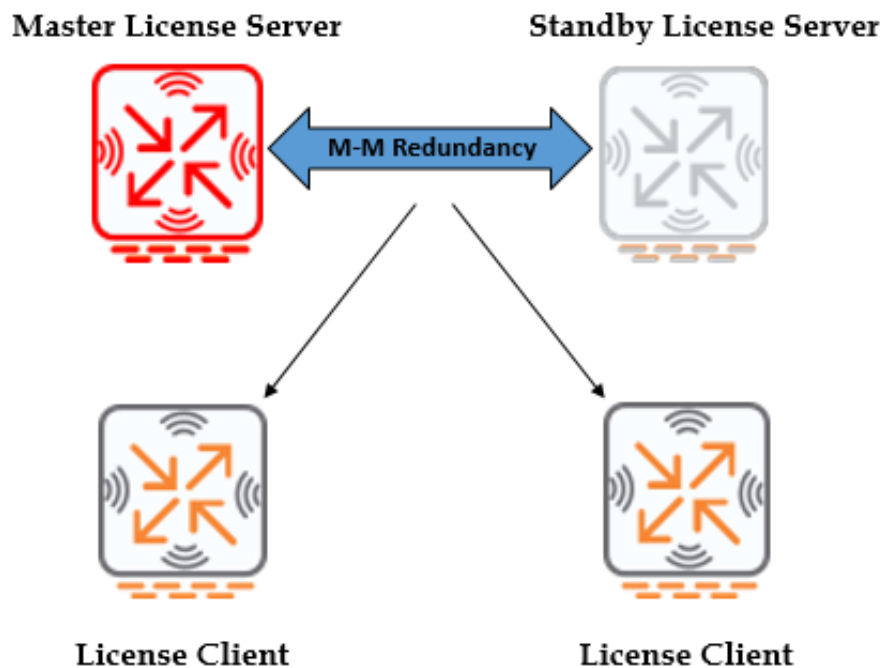 Master License Server
Standby License Server
M-M Redundancy
License Client
License Client